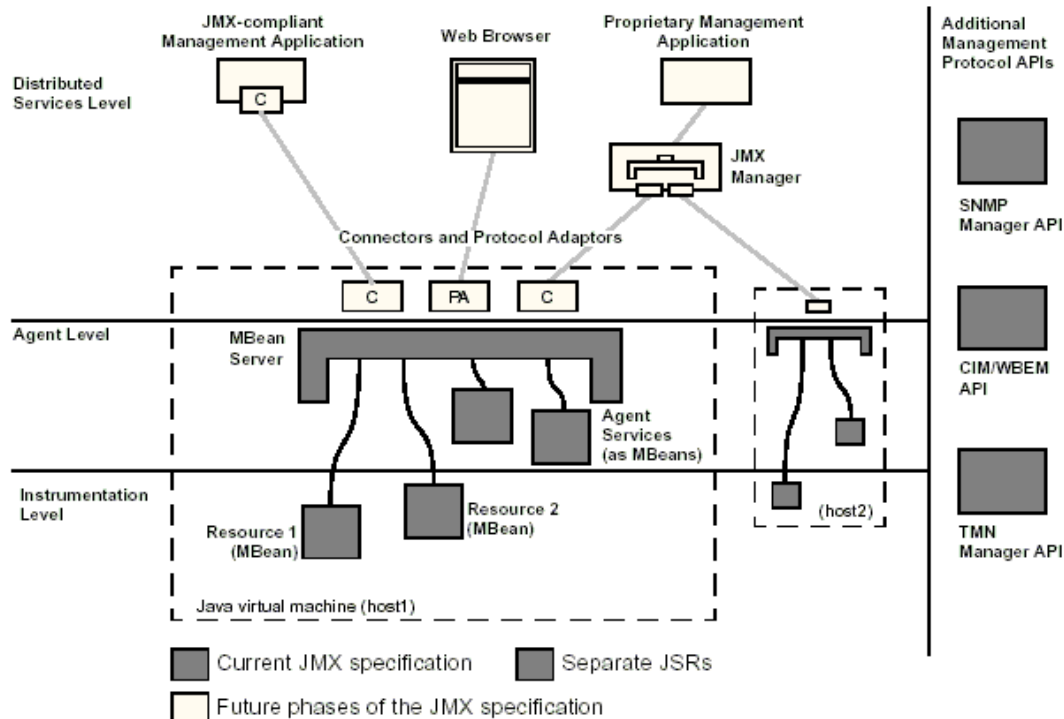 JMX-compliant
Management Application
Web Browser
Proprietary Management
Application
Additional
Management
Protocol APIs
Distributed
Services Level
C
JMX
Manager
SNMP
Manager API
Connectors and Protocol Adaptors
C
PA
C
Agent Level
MBean
Server
CIM/WBEM
API
Agent
Services
(as MBeans)
Instrumentation
Level
Resource 1
(MBean)
Resource 2
(MBean)
(host2)
TMN
Manager API
Java virtual machine (host1)
Current JMX specification
Separate JSRs
Future phases of the JMX specification